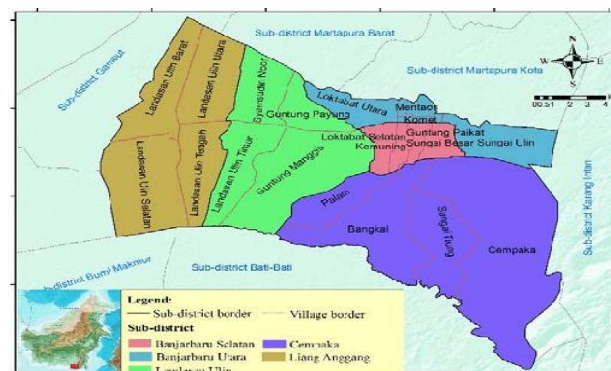 Sub-district Martapura Barat
Sub-district Gambut
Sub-district Martapura Kota
N
W E
S
Landasan Ulin Barat
Landasan Ulin Utara
Syamsudin Noor
Loktabat Utara
Mentaos
Komet
Guntung Payung
Guntung Paikat
Loktabat Selatan
Kemuning
Sungai Besar Sungai Ulin
Landasan Ulin Selatan
Landasan Ulin Tengah
Landasan Ulin Timur
Guntung Manggis
Palam
Bangkal
Sungai Tiung
Cempaka
Sub-district Karang Intan
Sub-district Bati-Bati
Sub-district Bumi Makmur
Legend:
Sub-district border Village border
Sub-district
Banjarbaru Selatan Cempaka
Banjarbaru Utara Liang Anggang
Landasan Ulin